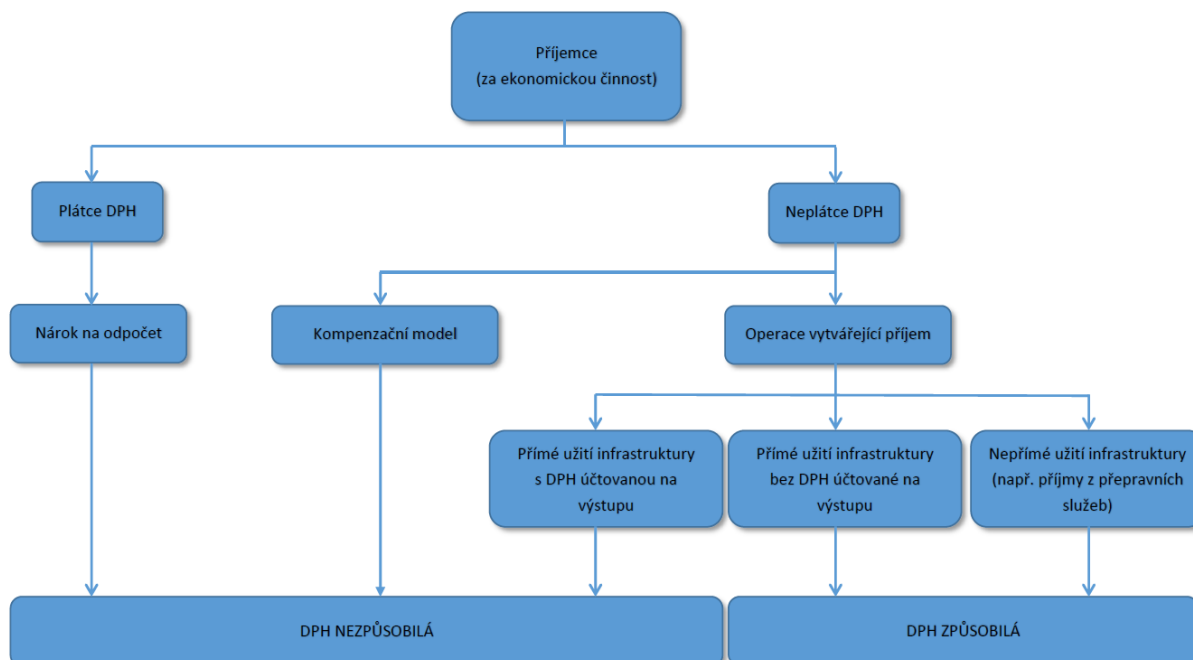 Příjemce
(za ekonomickou činnost)
Plátce DPH
Neplátce DPH
Nárok na odpočet
Kompenzační model
Operace vytvářející příjem
Přímé užití infrastruktury
s DPH účtovanou na
výstupu
Přímé užití infrastruktury
bez DPH účtované na
výstupu
Nepřímé užití infrastruktury
(např. příjmy z přepravních
služeb)
DPH NEZPŮSOBILÁ
DPH ZPŮSOBILÁ